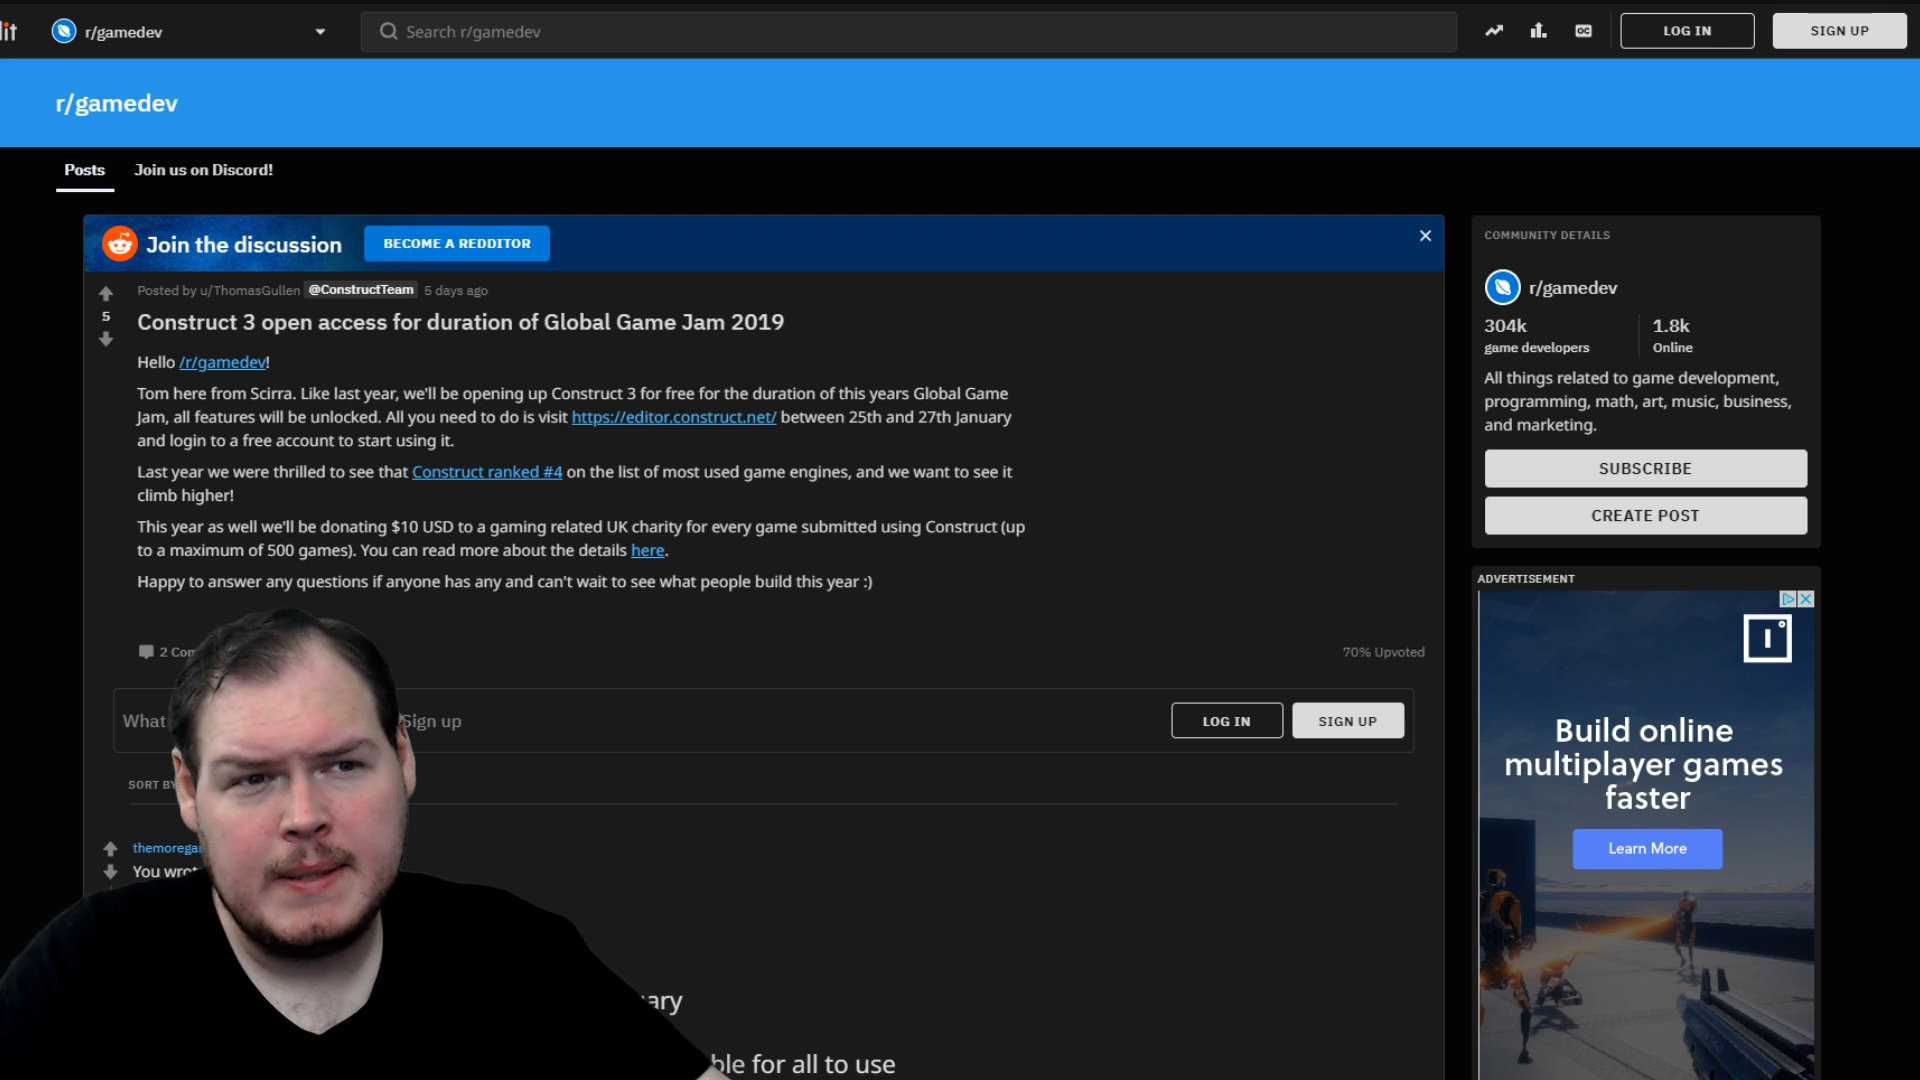 it
r/gamedev
Search r/gamedev
OC
LOG IN
SIGN UP
r/gamedev
Posts
Join us on Discord!
Join the discussion
BECOME A REDDITOR
Posted by u/ThomasGullen @ConstructTeam 5 days ago
5
Construct 3 open access for duration of Global Game Jam 2019
Hello /r/gamedev!
Tom here from Scirra. Like last year, we'll be opening up Construct 3 for free for the duration of this years Global Game
Jam, all features will be unlocked. All you need to do is visit https://editor.construct.net/ between 25th and 27th January
and login to a free account to start using it.
Last year we were thrilled to see that Construct ranked #4 on the list of most used game engines, and we want to see it
climb higher!
This year as well we'll be donating $10 USD to a gaming related UK charity for every game submitted using Construct (up
to a maximum of 500 games). You can read more about the details here.
Happy to answer any questions if anyone has any and can't wait to see what people build this year :)
2
70% Upvoted
What
Sign up
LOG IN
SIGN UP
SORT BY
You
for all to use
COMMUNITY DETAILS
r/gamedev
304k
1.8k
game developers
Online
All things related to game development,
programming, math, art, music, business,
and marketing.
SUBSCRIBE
CREATE POST
ADVERTISEMENT
Build online
multiplayer games
faster
Learn More